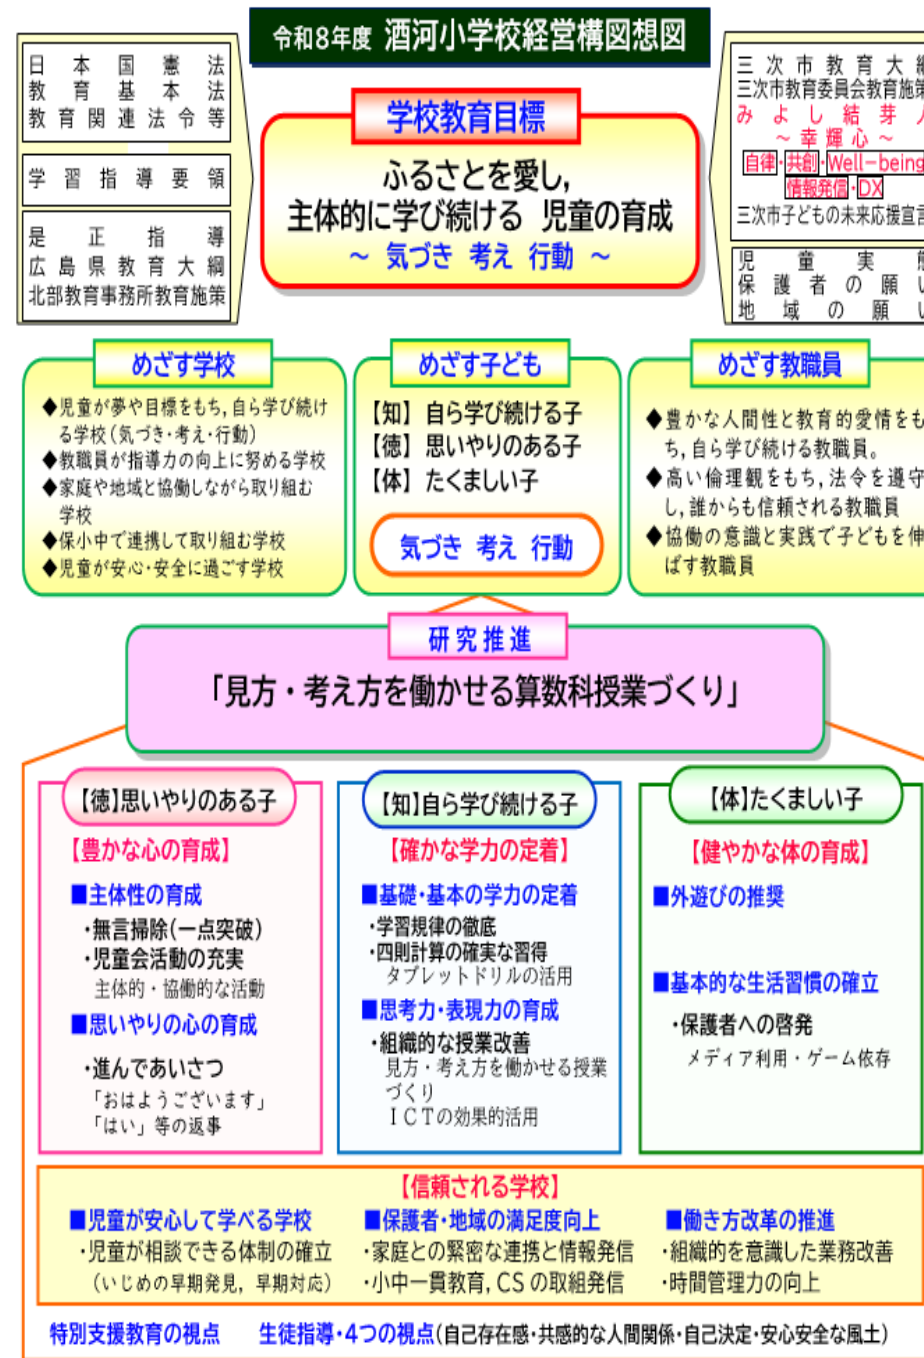 令和8年度 酒河小学校経営構図想図
日本国憲法
教育基本法
教育関連法令等
学習指導要領
是正指導
広島県教育大綱
北部教育事務所教育施策
学校教育目標
ふるさとを愛し,
主体的に学び続ける 児童の育成
～ 気づき 考え 行動 ～
三次市教育大綱
三次市教育委員会教育施策
みよし結芽人
～幸輝心～
自律・共創・Well-being
情報発信・DX
三次市子どもの未来応援宣言
児童実態
保護者の願い
地域の願い
めざす学校
◆児童が夢や目標をもち,自ら学び続け
る学校(気づき・考え・行動)
◆教職員が指導力の向上に努める学校
◆家庭や地域と協働しながら取り組む
学校
◆保小中で連携して取り組む学校
◆児童が安心・安全に過ごす学校
めざす子ども
【知】 自ら学び続ける子
【徳】 思いやりのある子
【体】 たくましい子
気づき 考え 行動
めざす教職員
◆豊かな人間性と教育的愛情をも
ち,自ら学び続ける教職員。
◆高い倫理観をもち,法令を遵守
し,誰からも信頼される教職員
◆協働の意識と実践で子どもを伸
ばす教職員
研究推進
「見方・考え方を働かせる算数科授業づくり」
【徳】思いやりのある子
【豊かな心の育成】
■主体性の育成
・無言掃除(一点突破)
・児童会活動の充実
主体的・協働的な活動
■思いやりの心の育成
・進んであいさつ
「おはようございます」
「はい」等の返事
【知】自ら学び続ける子
【確かな学力の定着】
■基礎・基本の学力の定着
・学習規律の徹底
・四則計算の確実な習得
タブレットドリルの活用
■思考力・表現力の育成
・組織的な授業改善
見方・考え方を働かせる授業
づくり
ＩＣＴの効果的活用
【体】たくましい子
【健やかな体の育成】
■外遊びの推奨
■基本的な生活習慣の確立
・保護者への啓発
メディア利用・ゲーム依存
【信頼される学校】
■児童が安心して学べる学校
・児童が相談できる体制の確立
（いじめの早期発見，早期対応）
■保護者・地域の満足度向上
・家庭との緊密な連携と情報発信
・小中一貫教育,CSの取組発信
■働き方改革の推進
・組織的を意識した業務改善
・時間管理力の向上
特別支援教育の視点 生徒指導・4つの視点(自己存在感・共感的な人間関係・自己決定・安心安全な風土)